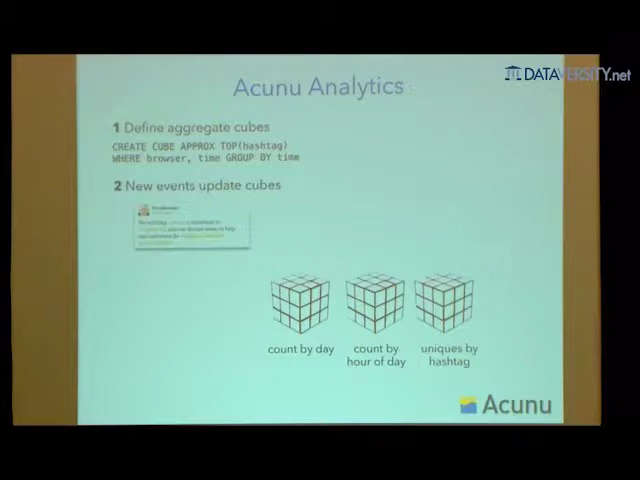 DATAVERSITY.net
Acunu Analytics
1 Define aggregate cubes
CREATE CUBE APPROX TOP(hashtag)
WHERE browser, time GROUP BY time
2 New events update cubes
count by day
count by
hour of day
uniques by
hashtag
Acunu